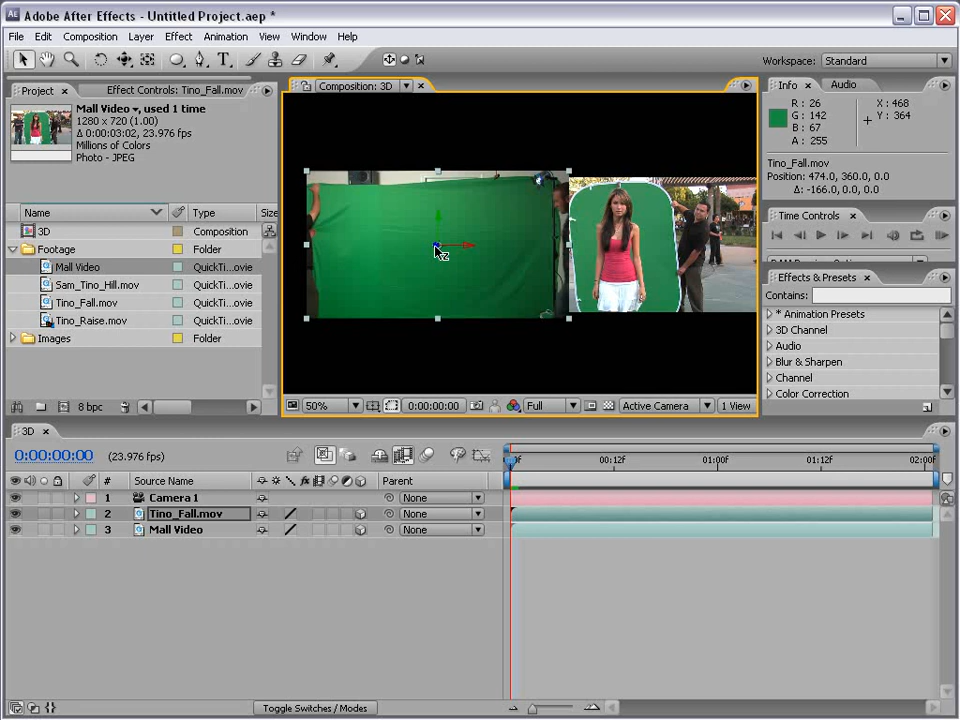 Adobe After Effects - Untitled Project.aep *
File Edit Composition Layer Effect Animation View Window Help
Workspace: Standard
Project × Effect Controls: Tino_Fall.mov
Mall Video, used 1 time
1280 x 720 (1.00)
Δ 0:00:03:02, 23.976 fps
Millions of Colors
Photo - JPEG
Name Type Size
3D Composition
Footage Folder
Mall Video QuickTi...ovie
Sam_Tino_Hill.mov QuickTi...ovie
Tino_Fall.mov QuickTi...ovie
Tino_Raise.mov QuickTi...ovie
Images Folder
8 bpc
Composition: 3D ×
50% 0:00:00:00 Full Active Camera 1 View
Info × Audio
R : 26 X : 468
G : 142 Y : 364
B : 67
A : 255
Tino_Fall.mov
Position: 474.0, 360.0, 0.0
Δ: -166.0, 0.0, 0.0
Time Controls ×
Effects & Presets ×
Contains:
* Animation Presets
3D Channel
Audio
Blur & Sharpen
Channel
Color Correction
3D ×
0:00:00:00 (23.976 fps)
00:12f 01:00f 01:12f 02:00f
# Source Name Parent
1 Camera 1 None
2 Tino_Fall.mov None
3 Mall Video None
Toggle Switches / Modes